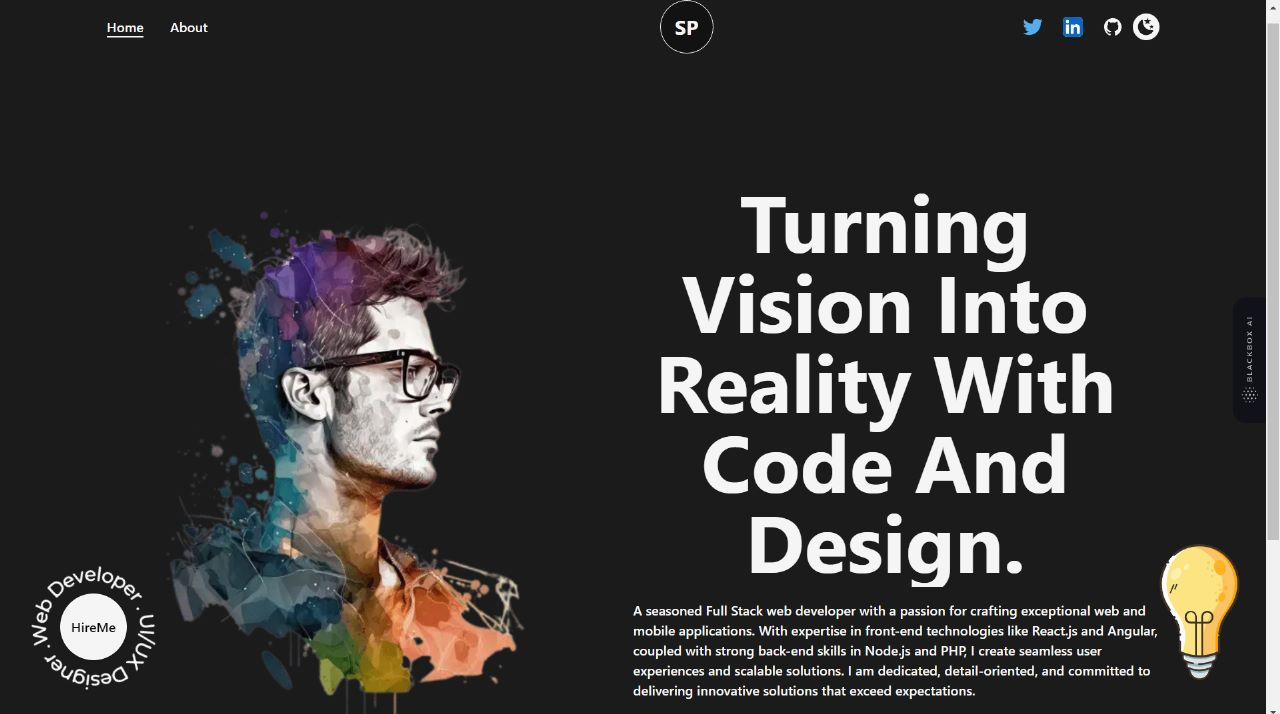 Home About
SP
in
Turning
Vision Into
Reality With
Code And
Design.
BLACKBOX AI
A seasoned Full Stack web developer with a passion for crafting exceptional web and
mobile applications. With expertise in front-end technologies like React.js and Angular,
coupled with strong back-end skills in Node.js and PHP, I create seamless user
experiences and scalable solutions. I am dedicated, detail-oriented, and committed to
delivering innovative solutions that exceed expectations.
Web Developer . UI/UX Designer .
HireMe